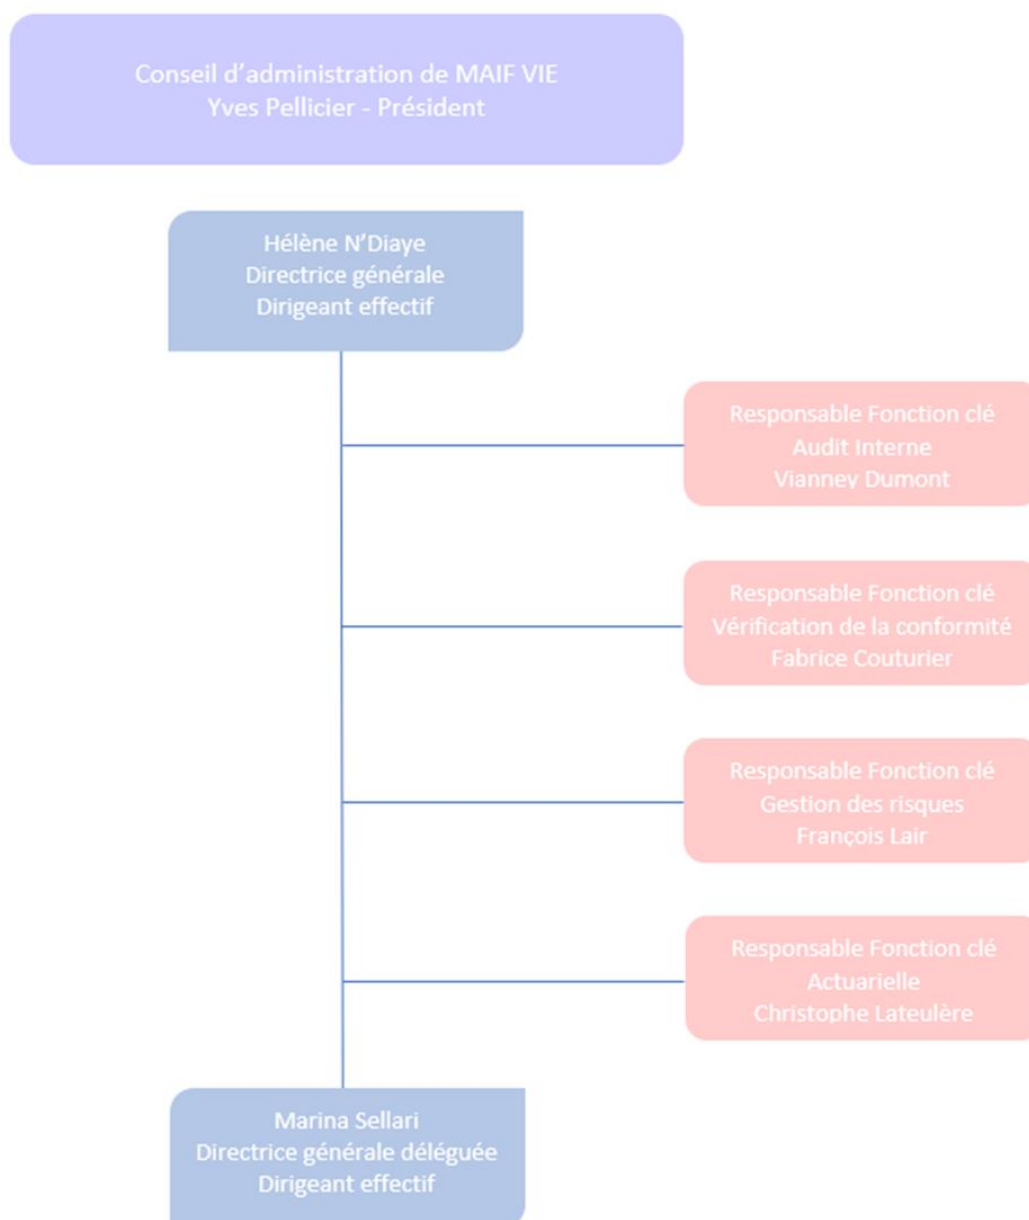 Conseil d’administration de MAIF VIE
Yves Pellicier - Président
Hélène N’Diaye
Directrice générale
Dirigeant effectif
Responsable Fonction clé
Audit Interne
Vianney Dumont
Responsable Fonction clé
Vérification de la conformité
Fabrice Couturier
Responsable Fonction clé
Gestion des risques
François Lair
Responsable Fonction clé
Actuarielle
Christophe Lateulère
Marina Sellari
Directrice générale déléguée
Dirigeant effectif